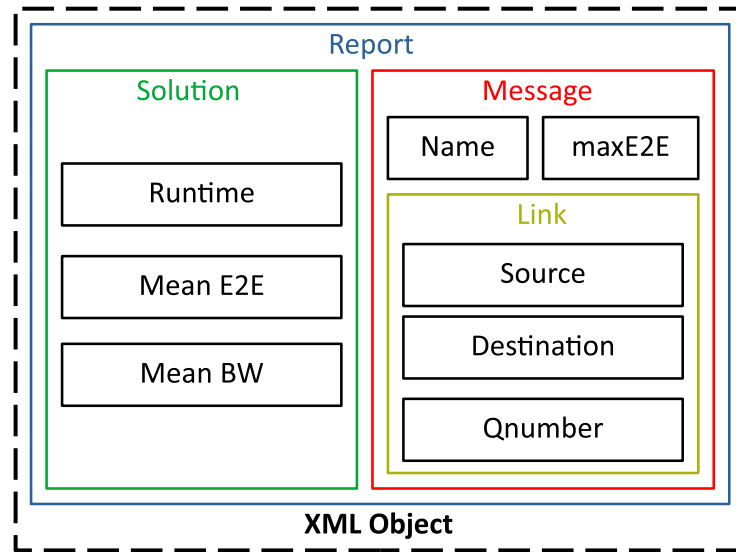 Report
Solution
Runtime
Mean E2E
Mean BW
Message
Name
maxE2E
Link
Source
Destination
Qnumber
XML Object